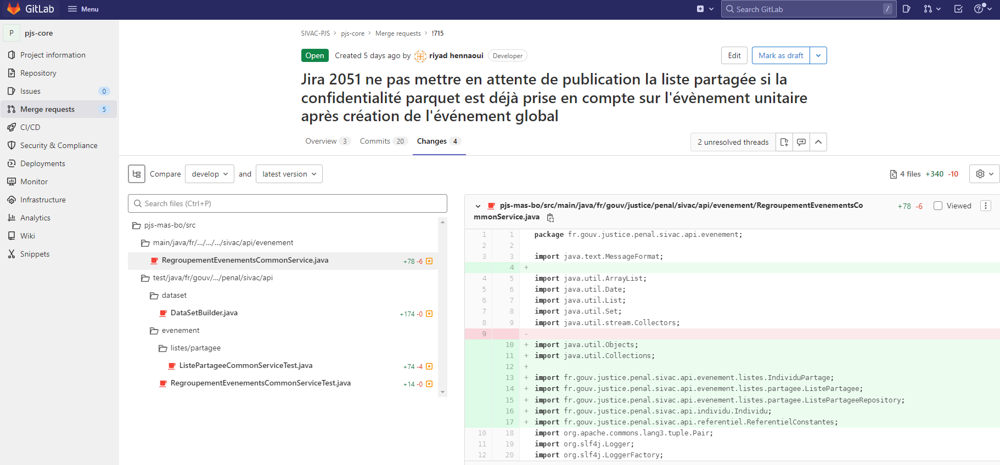 GitLab
Menu
Search GitLab
/
P
pjs-core
Project information
Repository
Issues
0
Merge requests
5
CI/CD
Security & Compliance
Deployments
Monitor
Infrastructure
Analytics
Wiki
Snippets
SIVAC-PJS > pjs-core > Merge requests > !715
Open Created 5 days ago by riyad hennaoui Developer
Edit
Mark as draft
Jira 2051 ne pas mettre en attente de publication la liste partagée si la
confidentialité parquet est déjà prise en compte sur l'évènement unitaire
après création de l'événement global
Overview 3 Commits 20 Changes 4
2 unresolved threads
Compare develop and latest version
4 files +340 -10
Search files (Ctrl+P)
pjs-mas-bo/src
main/java/fr/.../.../.../sivac/api/evenement
RegroupementEvenementsCommonService.java +78 -6
test/java/fr/gouv/.../penal/sivac/api
dataset
DataSetBuilder.java +174 -0
evenement
listes/partagee
ListePartageeCommonServiceTest.java +74 -4
RegroupementEvenementsCommonServiceTest.java +14 -0
pjs-mas-bo/src/main/java/fr/gouv/justice/penal/sivac/api/evenement/RegroupementEvenementsCo
mmonService.java
+78 -6 Viewed
1 1 package fr.gouv.justice.penal.sivac.api.evenement;
2 2
3 3 import java.text.MessageFormat;
4 +
4 5 import java.util.ArrayList;
5 6 import java.util.Date;
6 7 import java.util.List;
7 8 import java.util.Set;
8 9 import java.util.stream.Collectors;
9 -
10 + import java.util.Objects;
11 + import java.util.Collections;
12 +
13 + import fr.gouv.justice.penal.sivac.api.evenement.listes.IndividuPartage;
14 + import fr.gouv.justice.penal.sivac.api.evenement.listes.partagee.ListePartagee;
15 + import fr.gouv.justice.penal.sivac.api.evenement.listes.partagee.ListePartageeRepository;
16 + import fr.gouv.justice.penal.sivac.api.individu.Individu;
17 + import fr.gouv.justice.penal.sivac.api.referentiel.ReferentielConstantes;
10 18 import org.apache.commons.lang3.tuple.Pair;
11 19 import org.slf4j.Logger;
12 20 import org.slf4j.LoggerFactory;